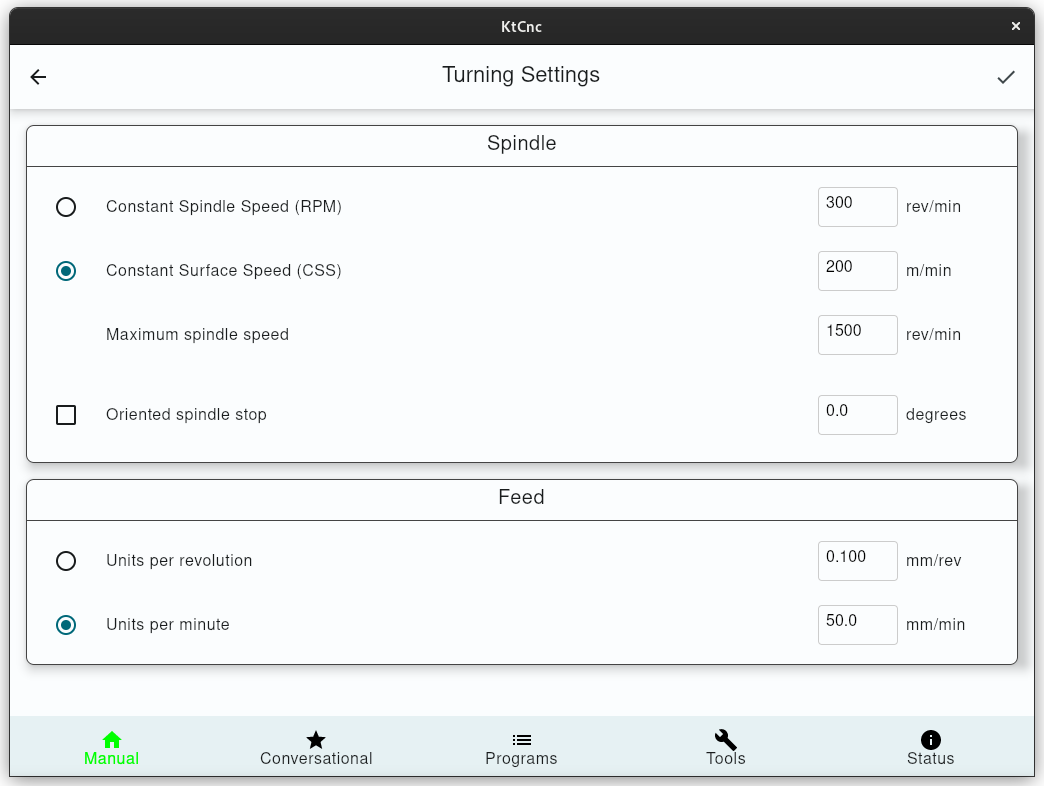 KtCnc
Turning Settings
Spindle
Constant Spindle Speed (RPM) 300 rev/min
Constant Surface Speed (CSS) 200 m/min
Maximum spindle speed 1500 rev/min
Oriented spindle stop 0.0 degrees
Feed
Units per revolution 0.100 mm/rev
Units per minute 50.0 mm/min
Manual Conversational Programs Tools Status